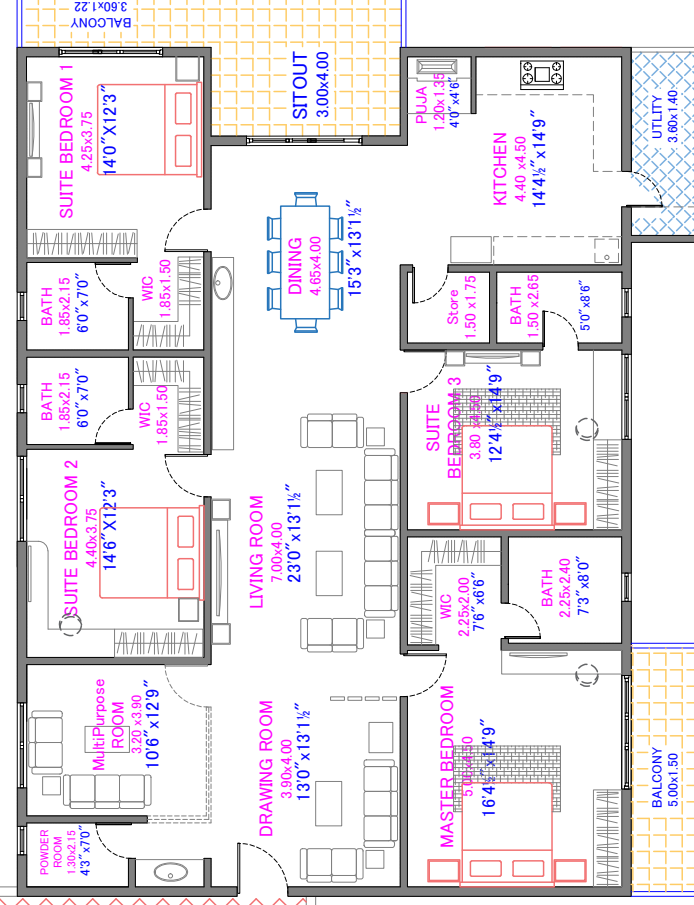 BALCONY
3.60x1.22
SUITE BEDROOM 1
4.25x3.75
14'0"X12'3"
SITOUT
3.00x4.00
PUJA
1.20x1.35
4'0"x4'6"
KITCHEN
4.40 x4.50
14'4½"x14'9"
UTLITY
3.60x1.40
DINING
4.65x4.00
15'3"x13'1½"
BATH
1.85x2.15
6'0"x7'0"
WIC
1.85x1.50
Store
1.50 x1.75
BATH
1.50 x2.65
5'0"x8'6"
BATH
1.85x2.15
6'0"x7'0"
WIC
1.85x1.50
SUITE
BEDROOM 3
3.80 x4.50
12'4½"x14'9"
SUITE BEDROOM 2
4.40x3.75
14'6"X12'3"
LIVING ROOM
7.00x4.00
23'0"x13'1½"
WIC
2.25x2.00
7'6"x6'6"
BATH
2.25x2.40
7'3"x8'0"
MultiPurpose
ROOM
3.20 x3.90
10'6"x12'9"
DRAWING ROOM
3.90x4.00
13'0"x13'1½"
MASTER BEDROOM
5.00x4.50
16'4½"x14'9"
BALCONY
5.00x1.50
POWDER
ROOM
1.30x2.15
4'3"x7'0"